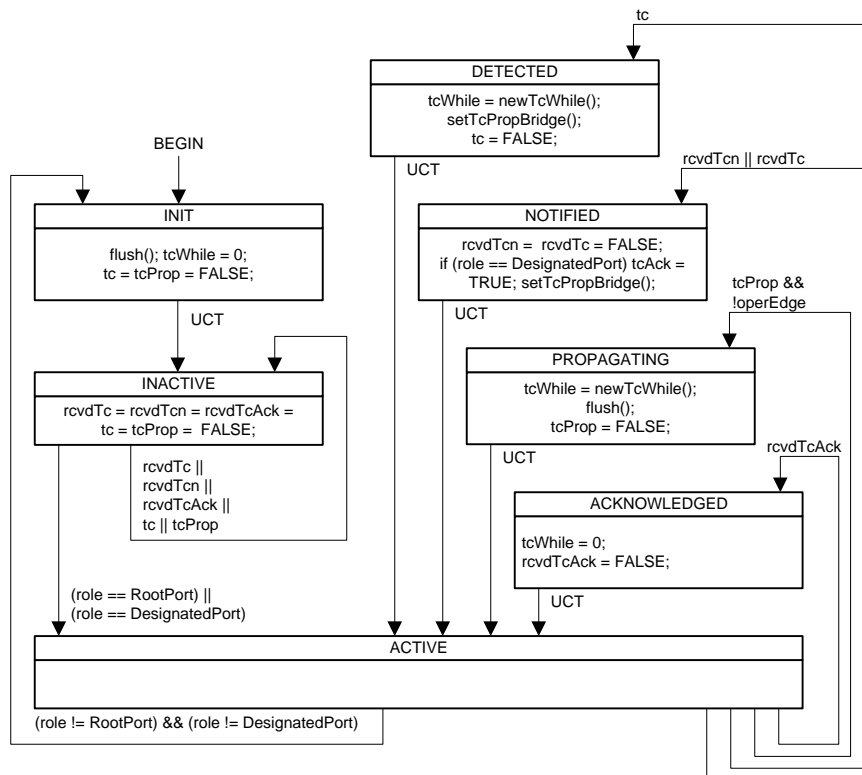 tc
DETECTED
tcWhile = newTcWhile();
setTcPropBridge();
tc = FALSE;
BEGIN
UCT
rcvdTcn || rcvdTc
INIT
flush(); tcWhile = 0;
tc = tcProp = FALSE;
NOTIFIED
rcvdTcn = rcvdTc = FALSE;
if (role == DesignatedPort) tcAck =
TRUE; setTcPropBridge();
tcProp &&
!operEdge
UCT
UCT
PROPAGATING
tcWhile = newTcWhile();
flush();
tcProp = FALSE;
INACTIVE
rcvdTc = rcvdTcn = rcvdTcAck =
tc = tcProp = FALSE;
rcvdTc ||
rcvdTcn ||
rcvdTcAck ||
tc || tcProp
UCT
rcvdTcAck
ACKNOWLEDGED
tcWhile = 0;
rcvdTcAck = FALSE;
(role == RootPort) ||
(role == DesignatedPort)
UCT
ACTIVE
(role != RootPort) && (role != DesignatedPort)